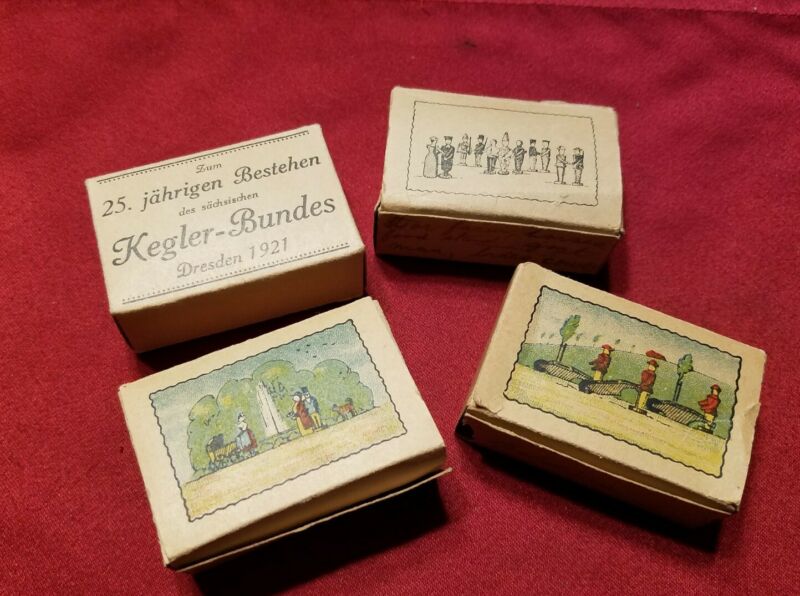 Zum
25. jährigen Bestehen
des sächsischen
Kegler-Bundes
Dresden 1921